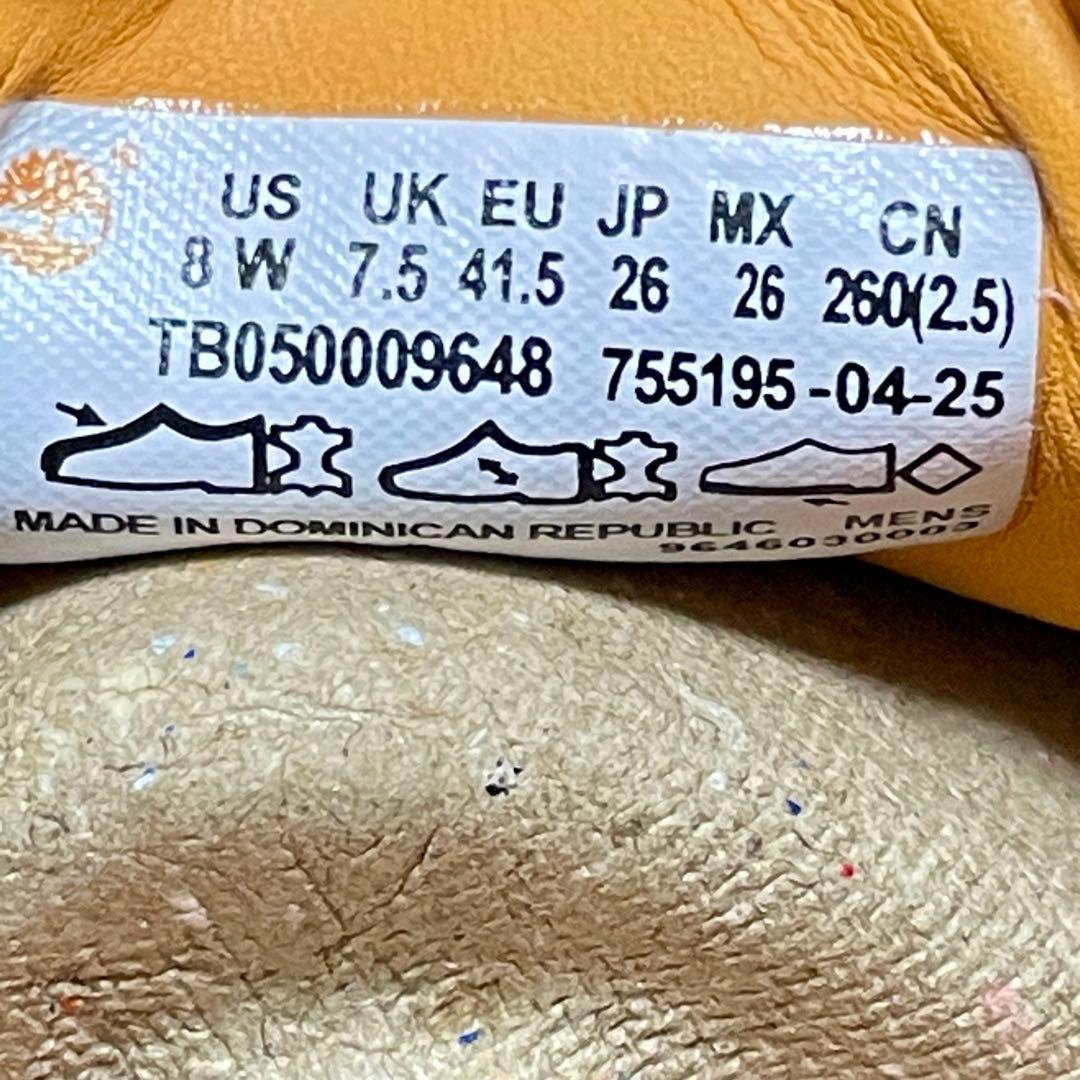 US UK EU JP MX CN
8 W 7.5 41.5 26 26 260(2.5)
TB050009648 755195-04-25
MADE IN DOMINICAN REPUBLIC MENS
9646030003